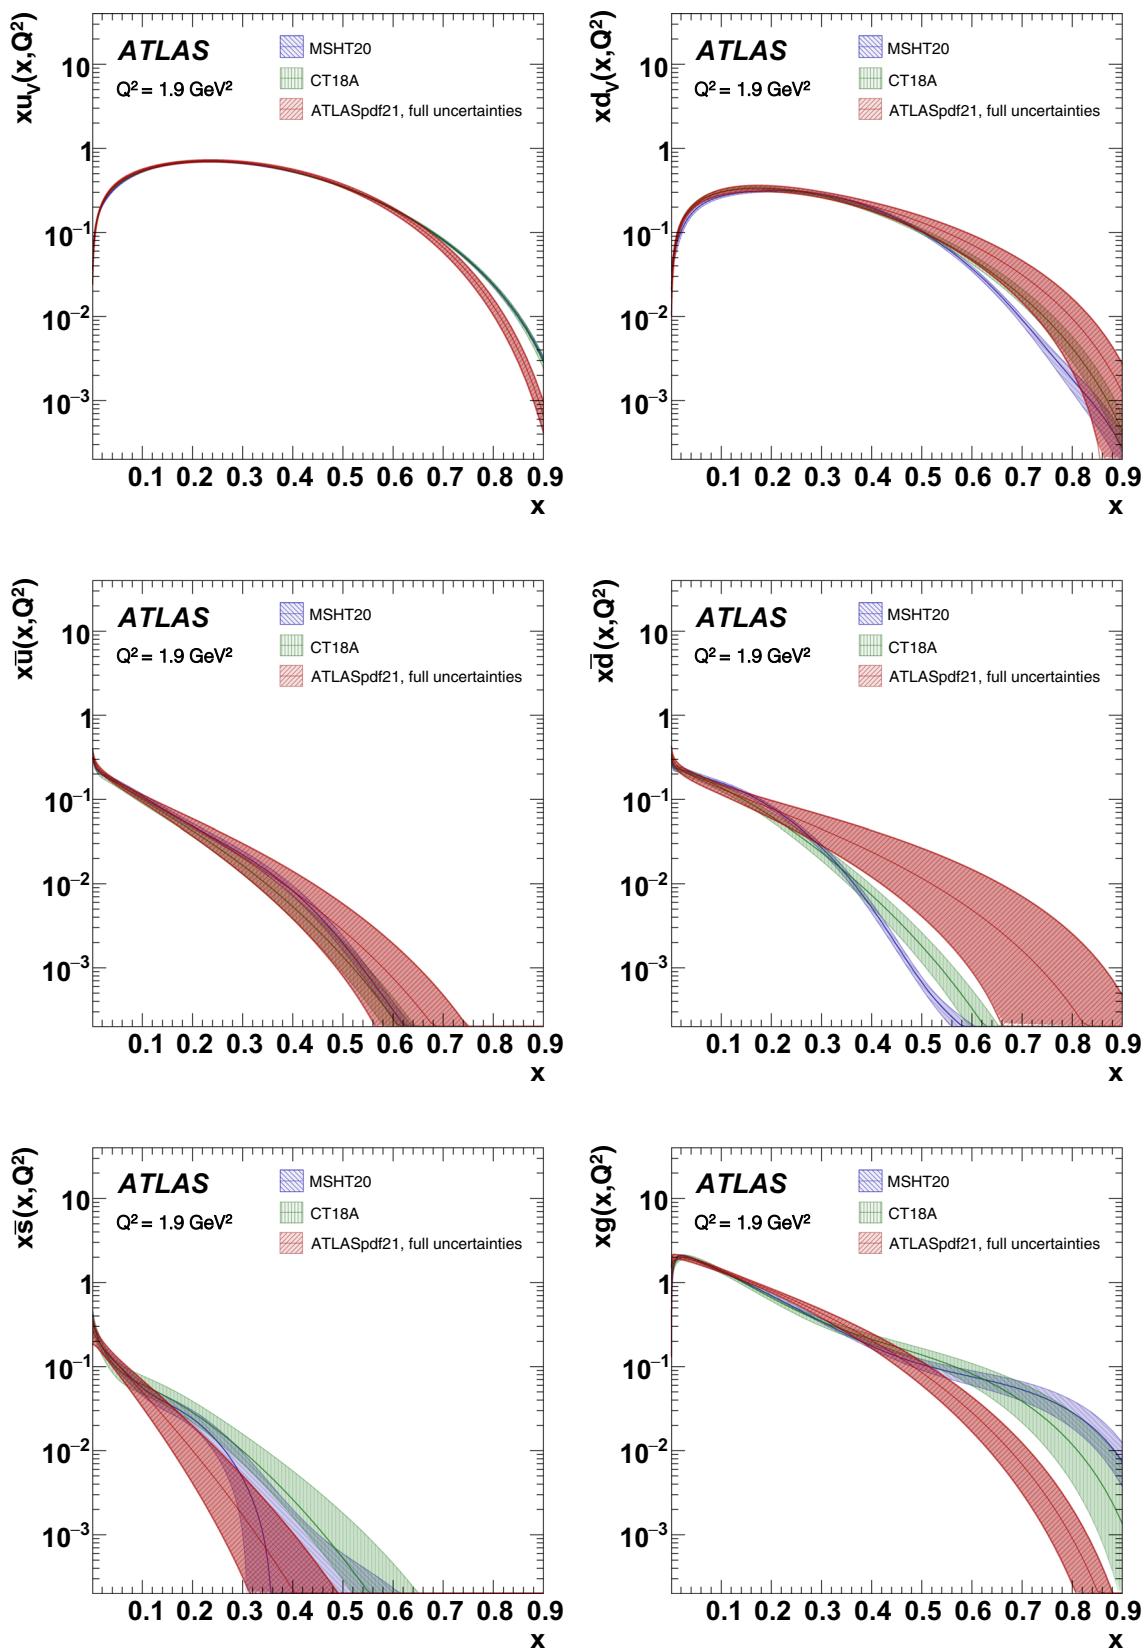 xu_V(x,Q²)
ATLAS
Q² = 1.9 GeV²
MSHT20
CT18A
ATLASpdf21, full uncertainties
10
1
10⁻¹
10⁻²
10⁻³
0.1 0.2 0.3 0.4 0.5 0.6 0.7 0.8 0.9
x
xd_V(x,Q²)
ATLAS
Q² = 1.9 GeV²
MSHT20
CT18A
ATLASpdf21, full uncertainties
10
1
10⁻¹
10⁻²
10⁻³
0.1 0.2 0.3 0.4 0.5 0.6 0.7 0.8 0.9
x
xu̅(x,Q²)
ATLAS
Q² = 1.9 GeV²
MSHT20
CT18A
ATLASpdf21, full uncertainties
10
1
10⁻¹
10⁻²
10⁻³
0.1 0.2 0.3 0.4 0.5 0.6 0.7 0.8 0.9
x
xd̅(x,Q²)
ATLAS
Q² = 1.9 GeV²
MSHT20
CT18A
ATLASpdf21, full uncertainties
10
1
10⁻¹
10⁻²
10⁻³
0.1 0.2 0.3 0.4 0.5 0.6 0.7 0.8 0.9
x
xs̅(x,Q²)
ATLAS
Q² = 1.9 GeV²
MSHT20
CT18A
ATLASpdf21, full uncertainties
10
1
10⁻¹
10⁻²
10⁻³
0.1 0.2 0.3 0.4 0.5 0.6 0.7 0.8 0.9
x
xg(x,Q²)
ATLAS
Q² = 1.9 GeV²
MSHT20
CT18A
ATLASpdf21, full uncertainties
10
1
10⁻¹
10⁻²
10⁻³
0.1 0.2 0.3 0.4 0.5 0.6 0.7 0.8 0.9
x